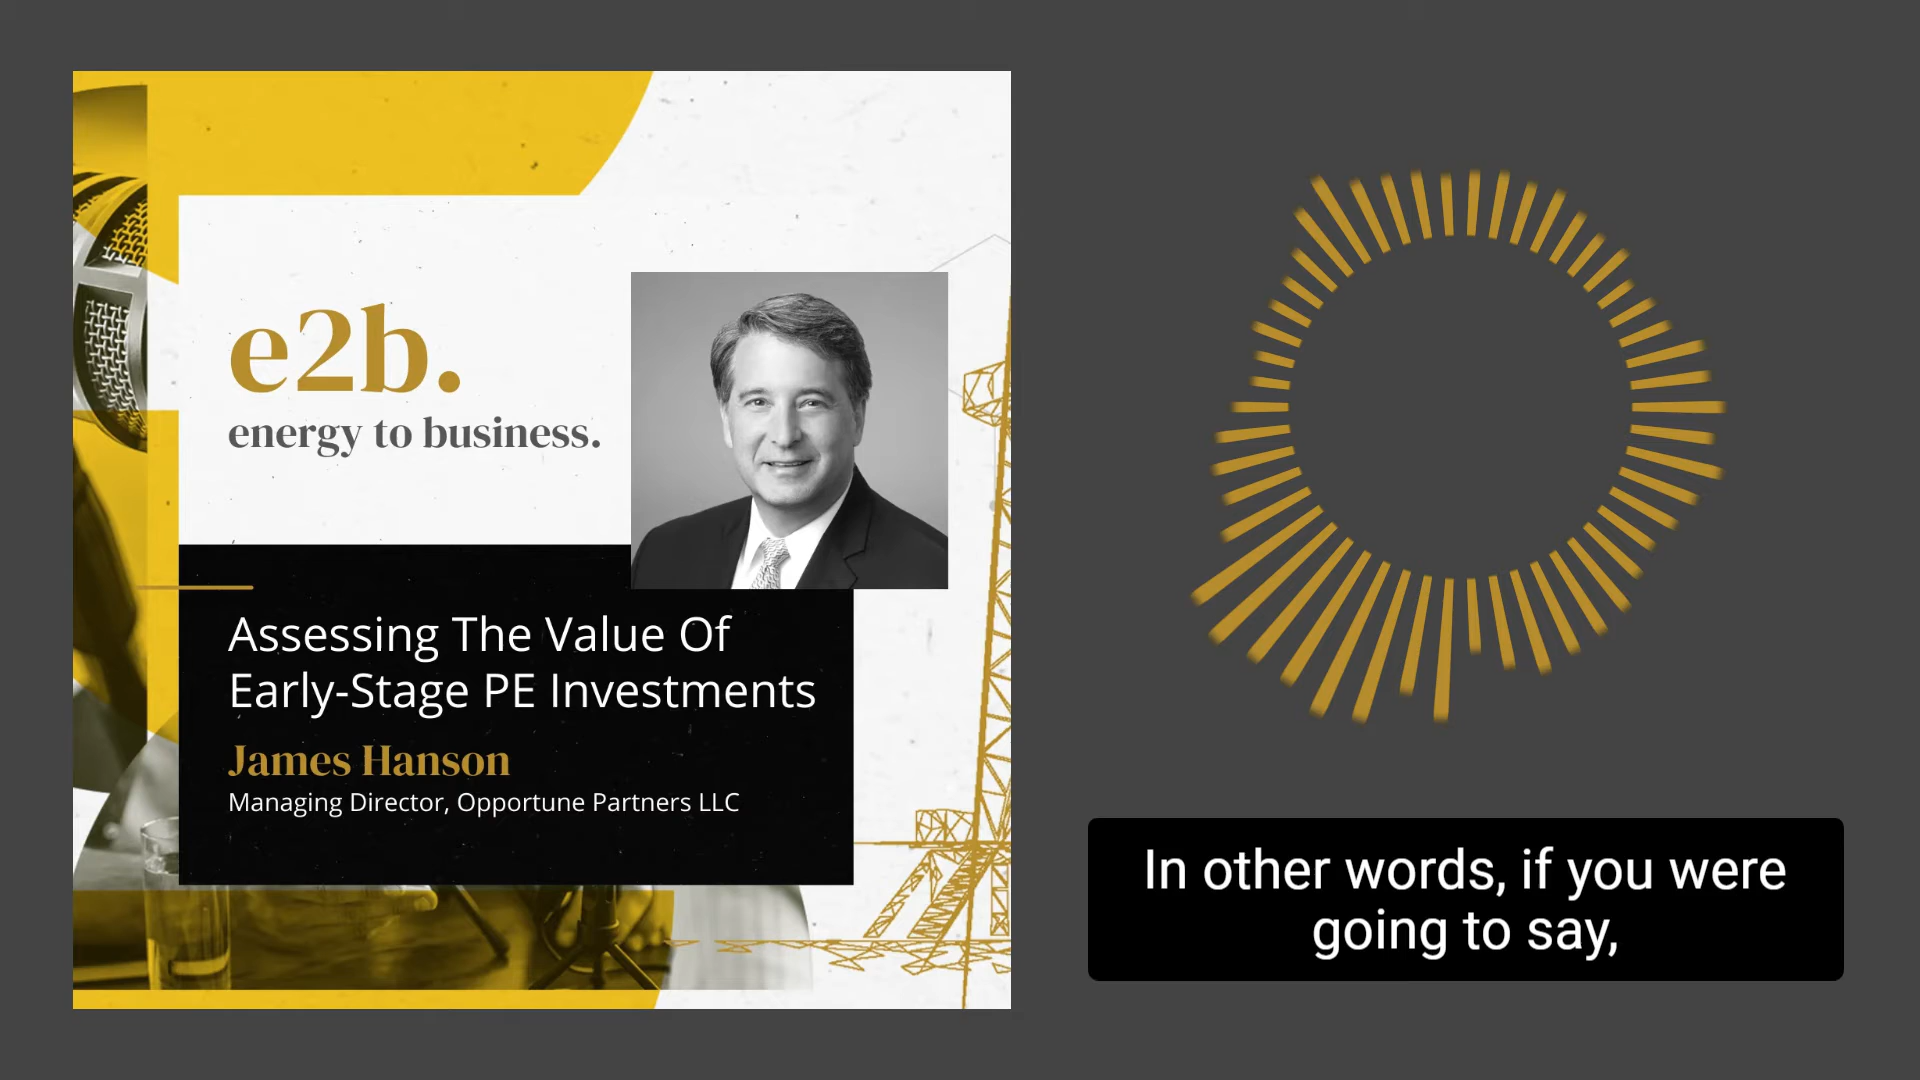 e2b.
energy to business.
Assessing The Value Of
Early-Stage PE Investments
James Hanson
Managing Director, Opportune Partners LLC
In other words, if you were
going to say,